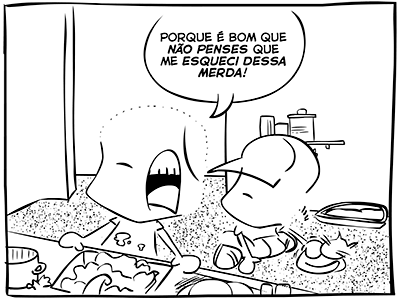 PORQUE É BOM QUE
NÃO PENSES QUE
ME ESQUECI DESSA
MERDA!